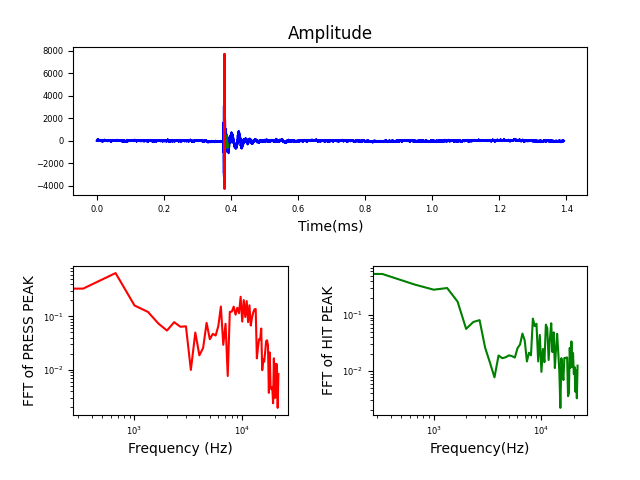 Amplitude
8000
6000
4000
2000
0
−2000
−4000
0.0 0.2 0.4 0.6 0.8 1.0 1.2 1.4
Time(ms)
FFT of PRESS PEAK
10⁻¹
10⁻²
10³ 10⁴
Frequency (Hz)
FFT of HIT PEAK
10⁻¹
10⁻²
10³ 10⁴
Frequency(Hz)